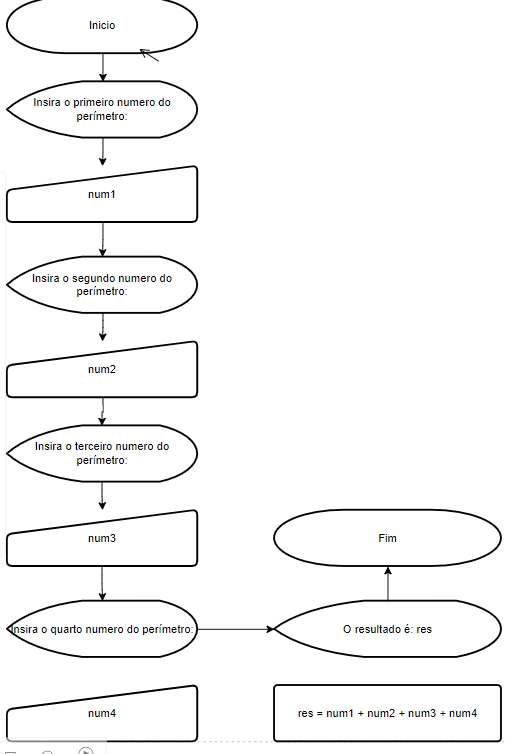 Inicio
Insira o primeiro numero do
perímetro:
num1
Insira o segundo numero do
perímetro:
num2
Insira o terceiro numero do
perímetro:
num3
Insira o quarto numero do perímetro:
num4
Fim
O resultado é: res
res = num1 + num2 + num3 + num4